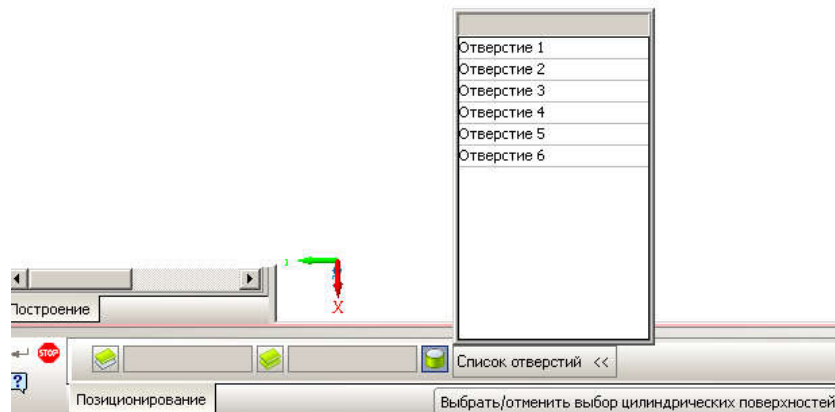 Отверстие 1
Отверстие 2
Отверстие 3
Отверстие 4
Отверстие 5
Отверстие 6
X
Построение
STOP
Список отверстий <<
?
Позиционирование
Выбрать/отменить выбор цилиндрических поверхностей